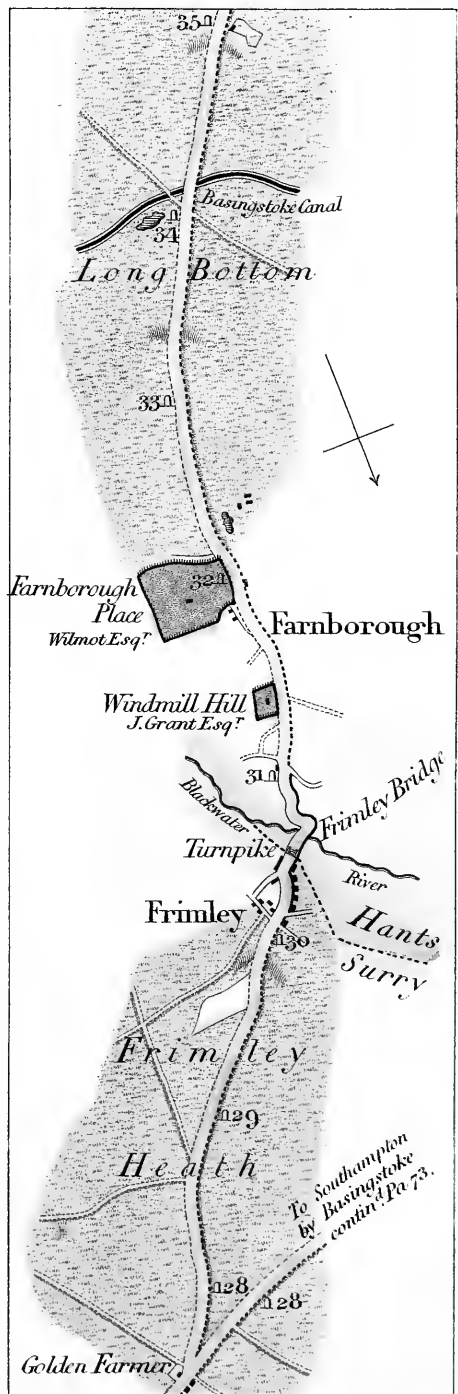 35
Basingstoke Canal
34
Long Bottom
33
32
Farnborough
Place
Wilmot Esqr.
Farnborough
Windmill Hill
J. Grant Esqr.
31
Blackwater
Frimley Bridge
Turnpike
River
Frimley
Hants
30
Surry
Frimley
29
Heath
To Southampton
by Basingstoke
contind. Pa. 73.
128
128
Golden Farmer